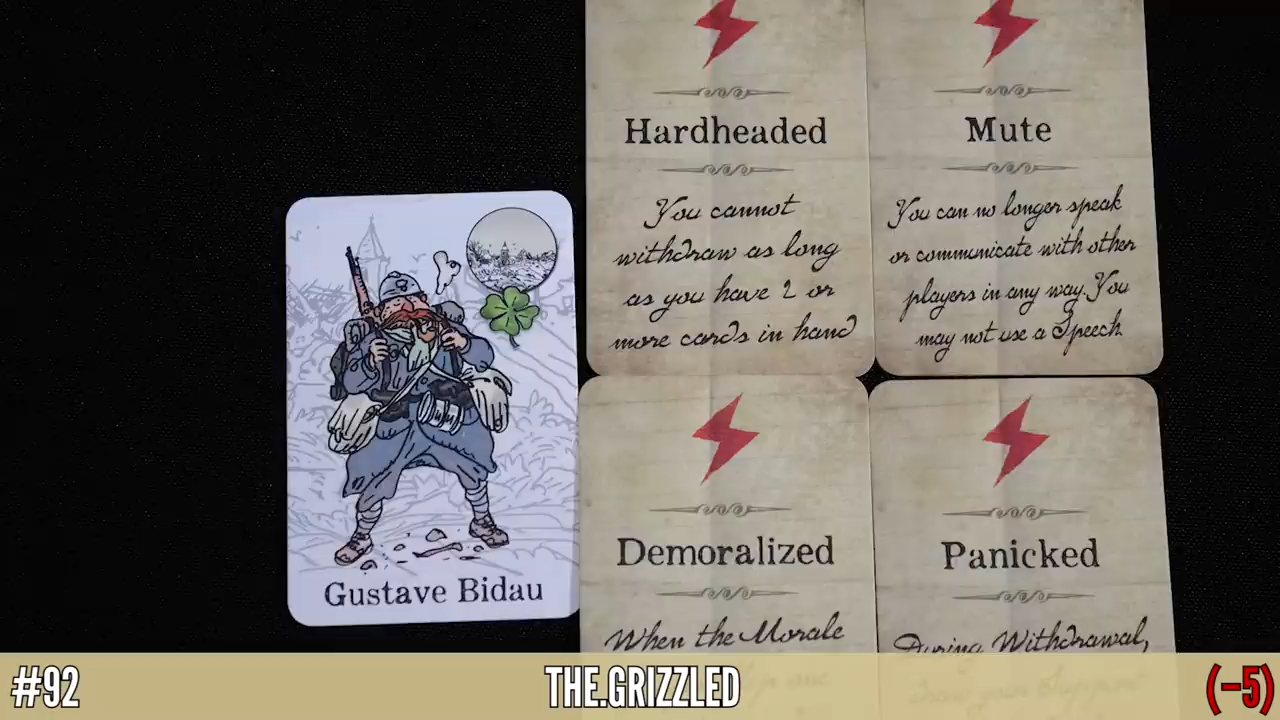 Hardheaded
You cannot
withdraw as long
as you have 2 or
more cards in hand
Mute
You can no longer speak
or communicate with other
players in any way. You
may not use a Speech.
Gustave Bidau
Demoralized
When the Morale
Panicked
During Withdrawal,
#92
THE.GRIZZLED
(-5)